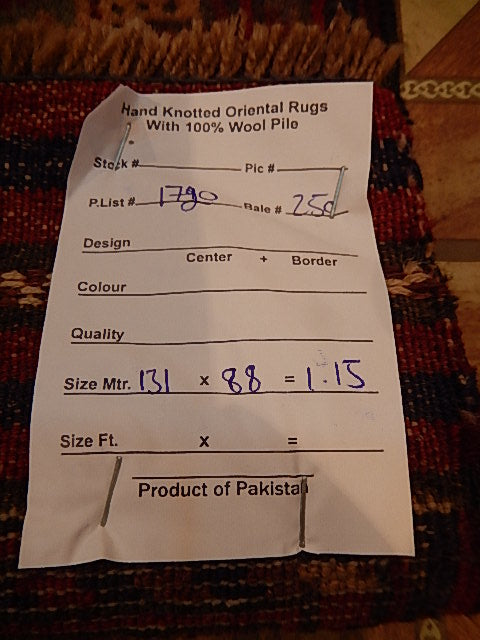 Hand Knotted Oriental Rugs
With 100% Wool Pile
Stock # Pic #
P.List # 1790 Bale # 250
Design
Center + Border
Colour
Quality
Size Mtr. 131 x 88 = 1.15
Size Ft. x =
Product of Pakistan